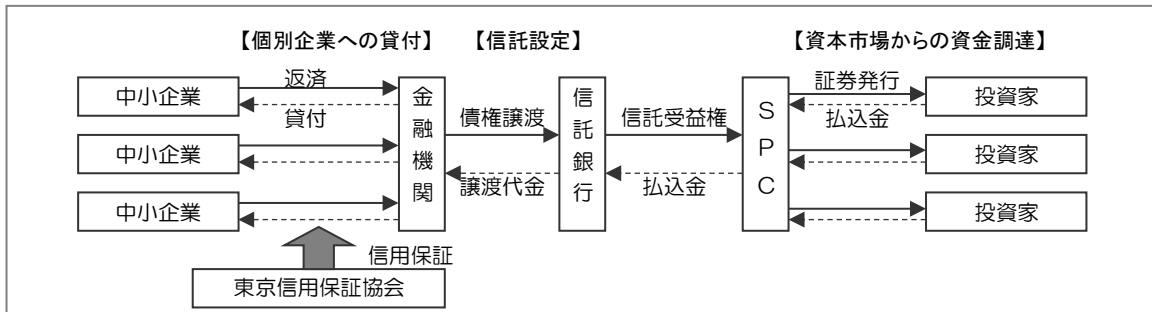 【個別企業への貸付】
【信託設定】
【資本市場からの資金調達】
中小企業
返済
貸付
中小企業
中小企業
金融機関
債権譲渡
譲渡代金
信託銀行
信託受益権
払込金
SPC
証券発行
払込金
投資家
投資家
投資家
信用保証
東京信用保証協会